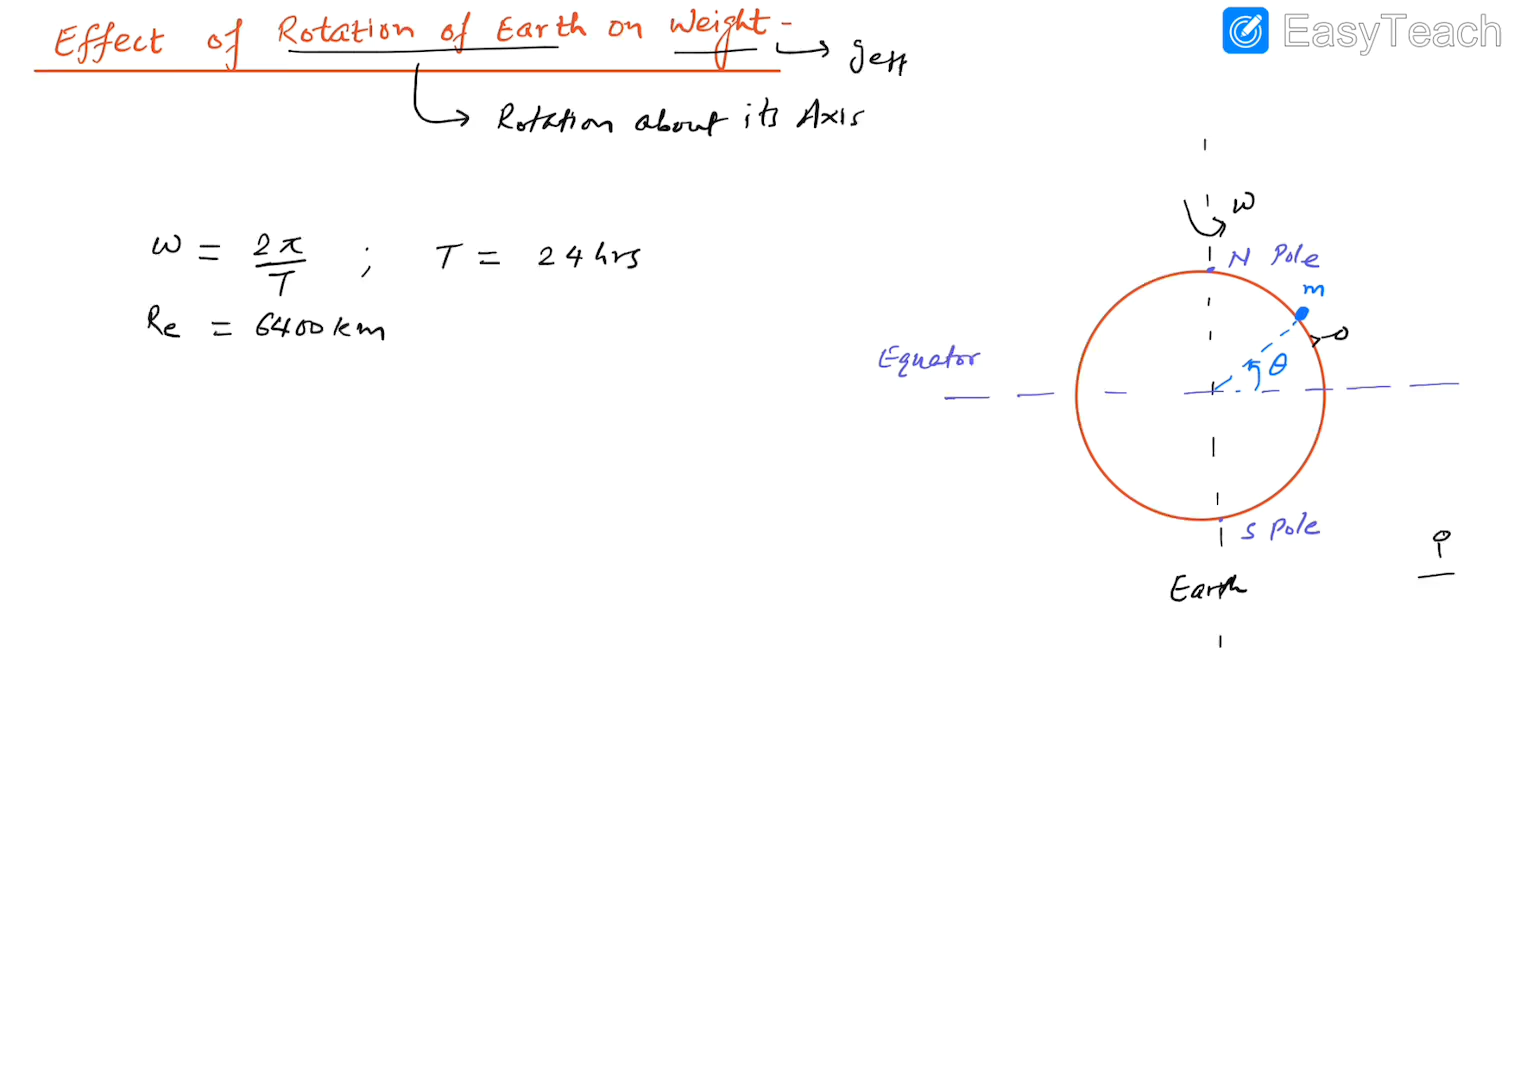 Effect of Rotation of Earth on Weight - → geff
EasyTeach
→ Rotation about its Axis
ω
ω = 2π/T ; T = 24 hrs
N Pole
m
Re = 6400 km
Equator
θ
S Pole
Earth